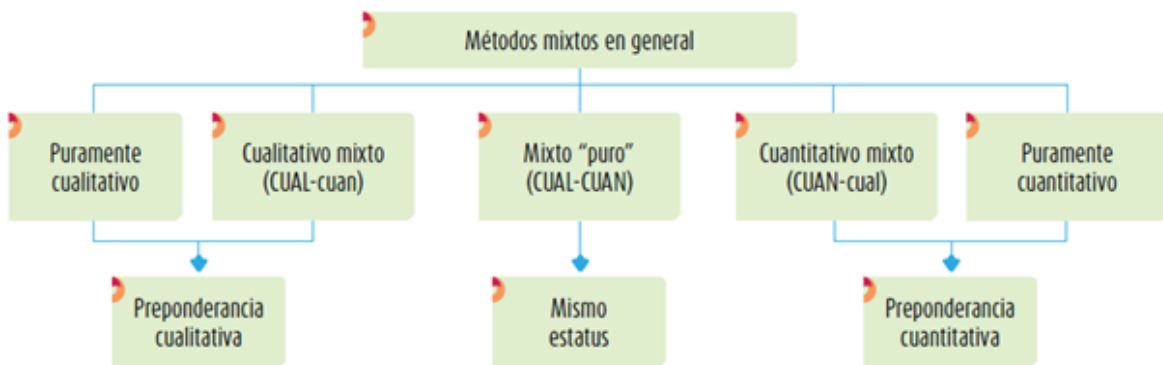 Métodos mixtos en general
Puramente
cualitativo
Cualitativo mixto
(CUAL-cuan)
Mixto “puro”
(CUAL-CUAN)
Cuantitativo mixto
(CUAN-cual)
Puramente
cuantitativo
Preponderancia
cualitativa
Mismo
estatus
Preponderancia
cuantitativa